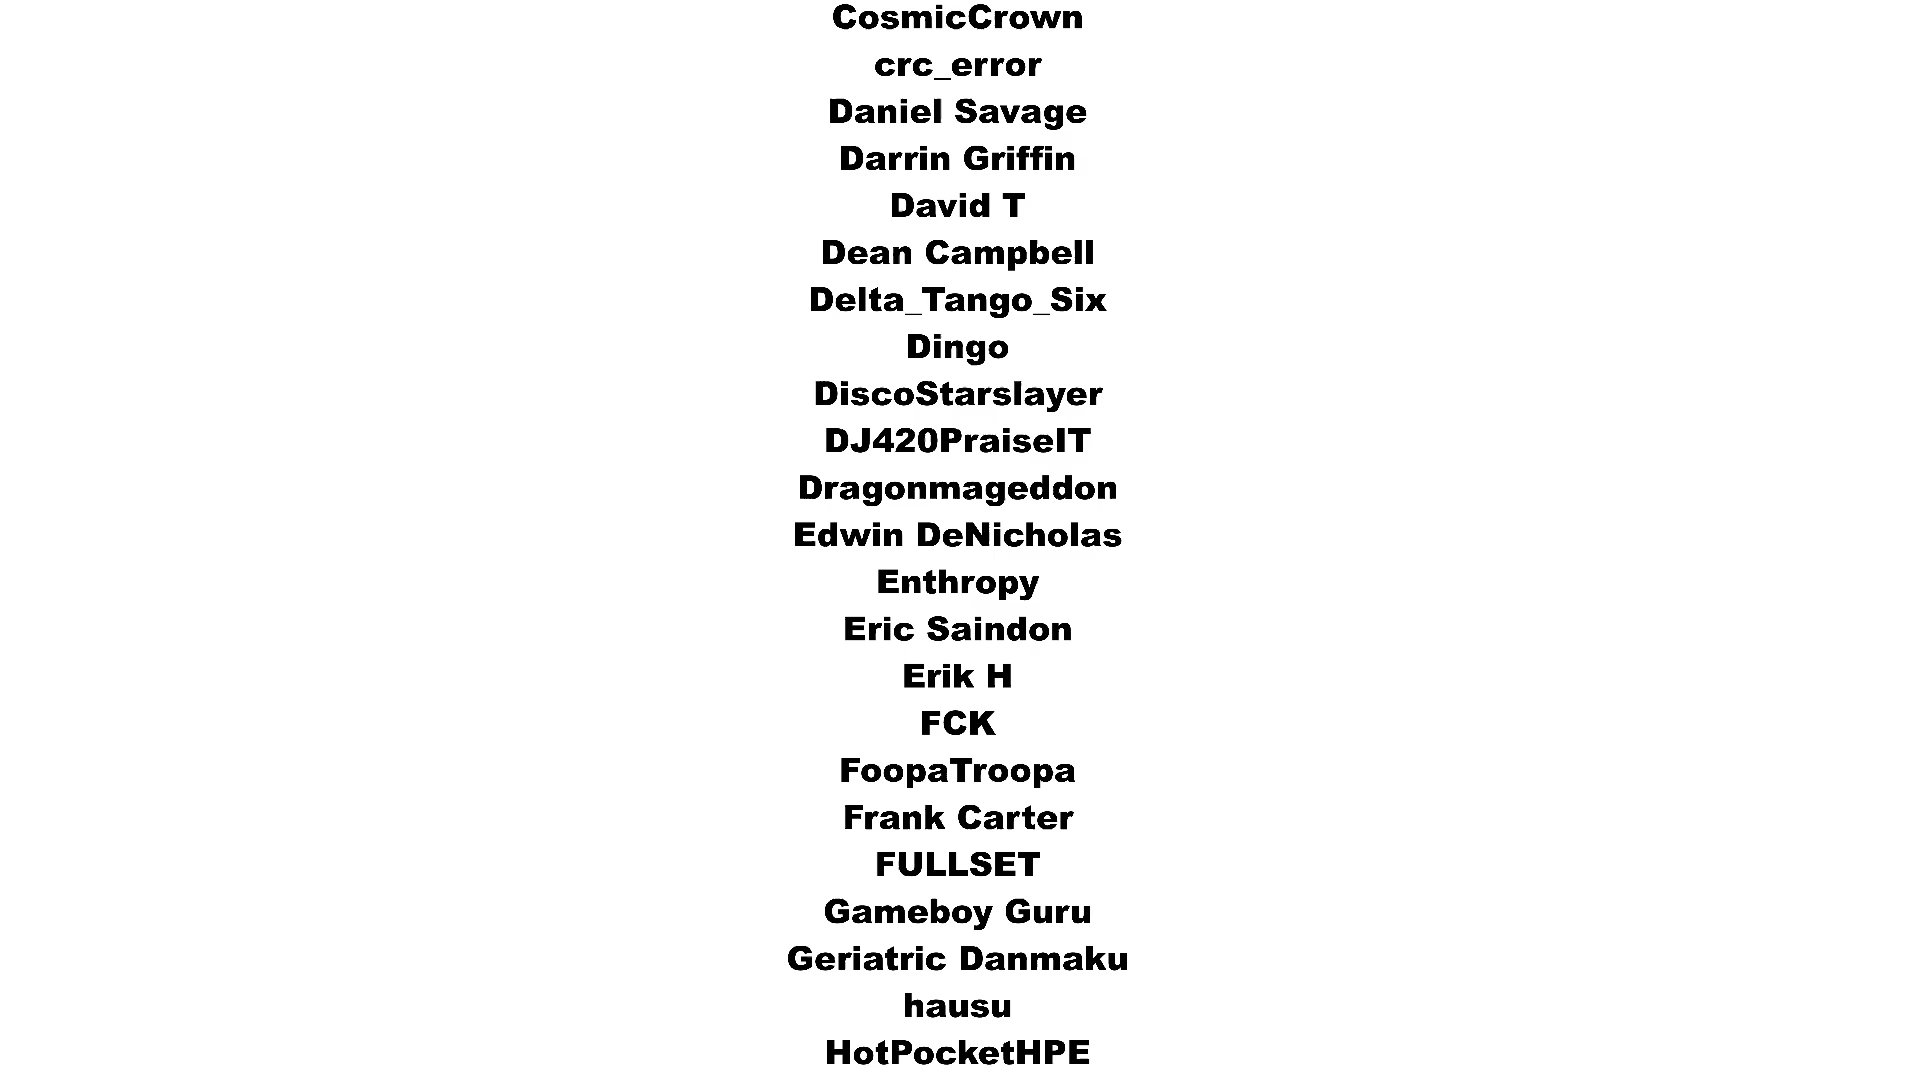 CosmicCrown
crc_error
Daniel Savage
Darrin Griffin
David T
Dean Campbell
Delta_Tango_Six
Dingo
DiscoStarslayer
DJ420PraiseIT
Dragonmageddon
Edwin DeNicholas
Enthropy
Eric Saindon
Erik H
FCK
FoopaTroopa
Frank Carter
FULLSET
Gameboy Guru
Geriatric Danmaku
hausu
HotPocketHPE